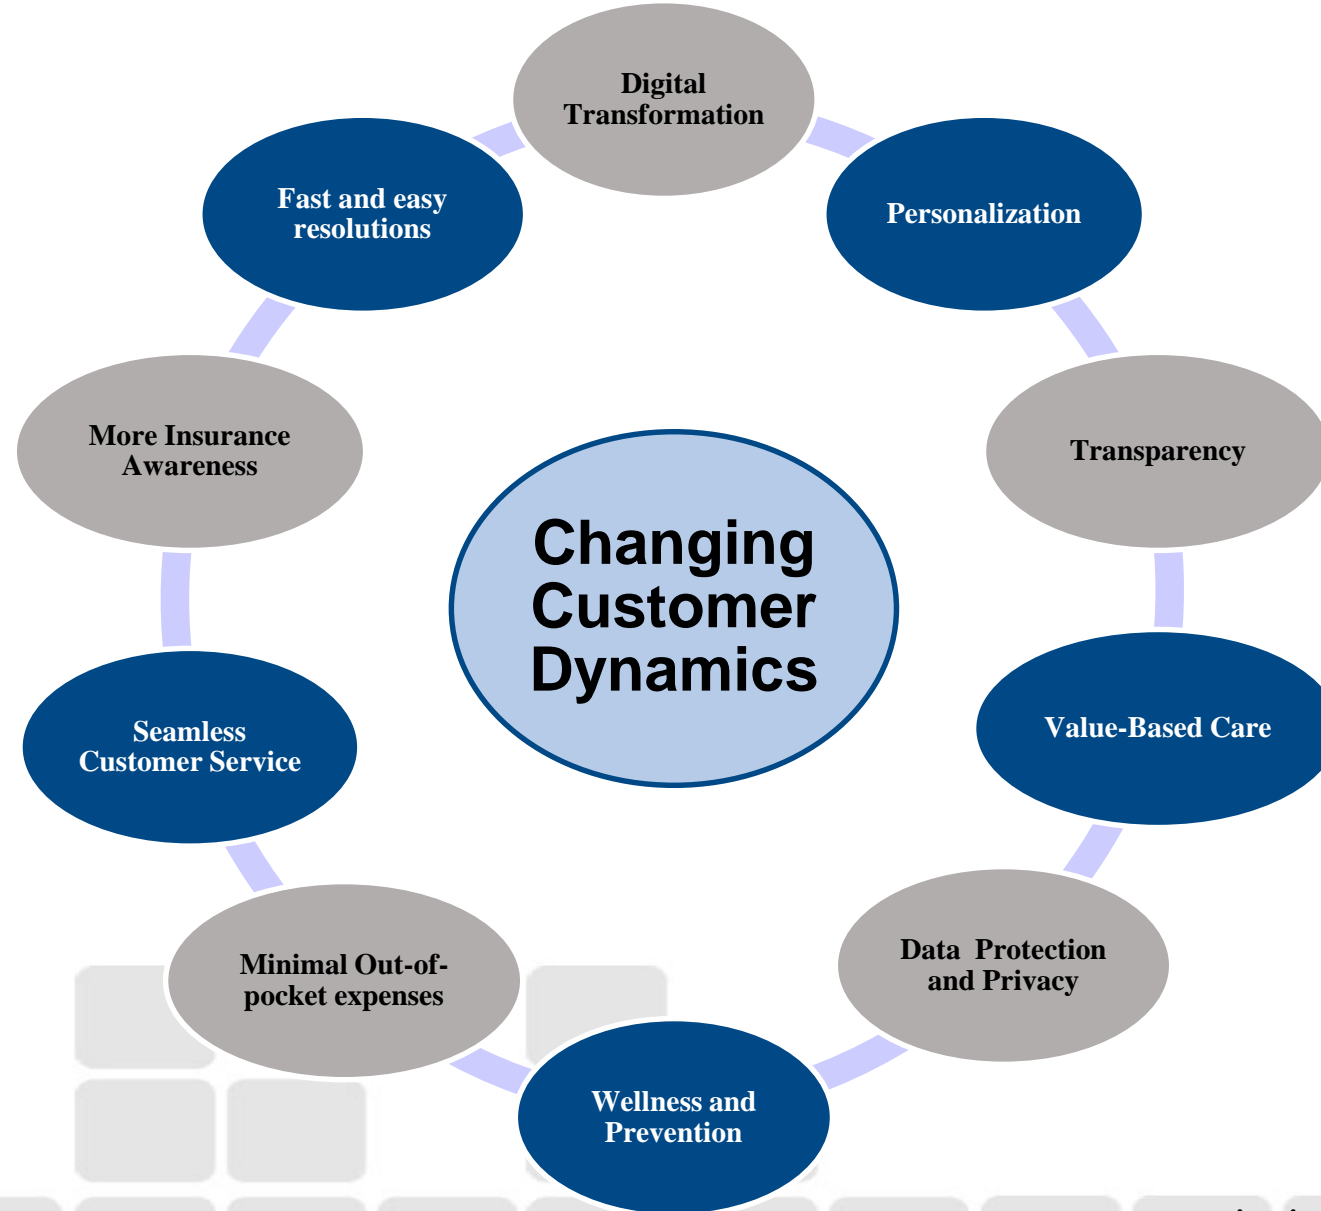 Digital
Transformation
Personalization
Transparency
Value-Based Care
Data  Protection
and Privacy
Wellness and
Prevention
Minimal Out-of-
pocket expenses
Seamless
Customer Service
More Insurance
Awareness
Fast and easy
resolutions
Changing
Customer
Dynamics